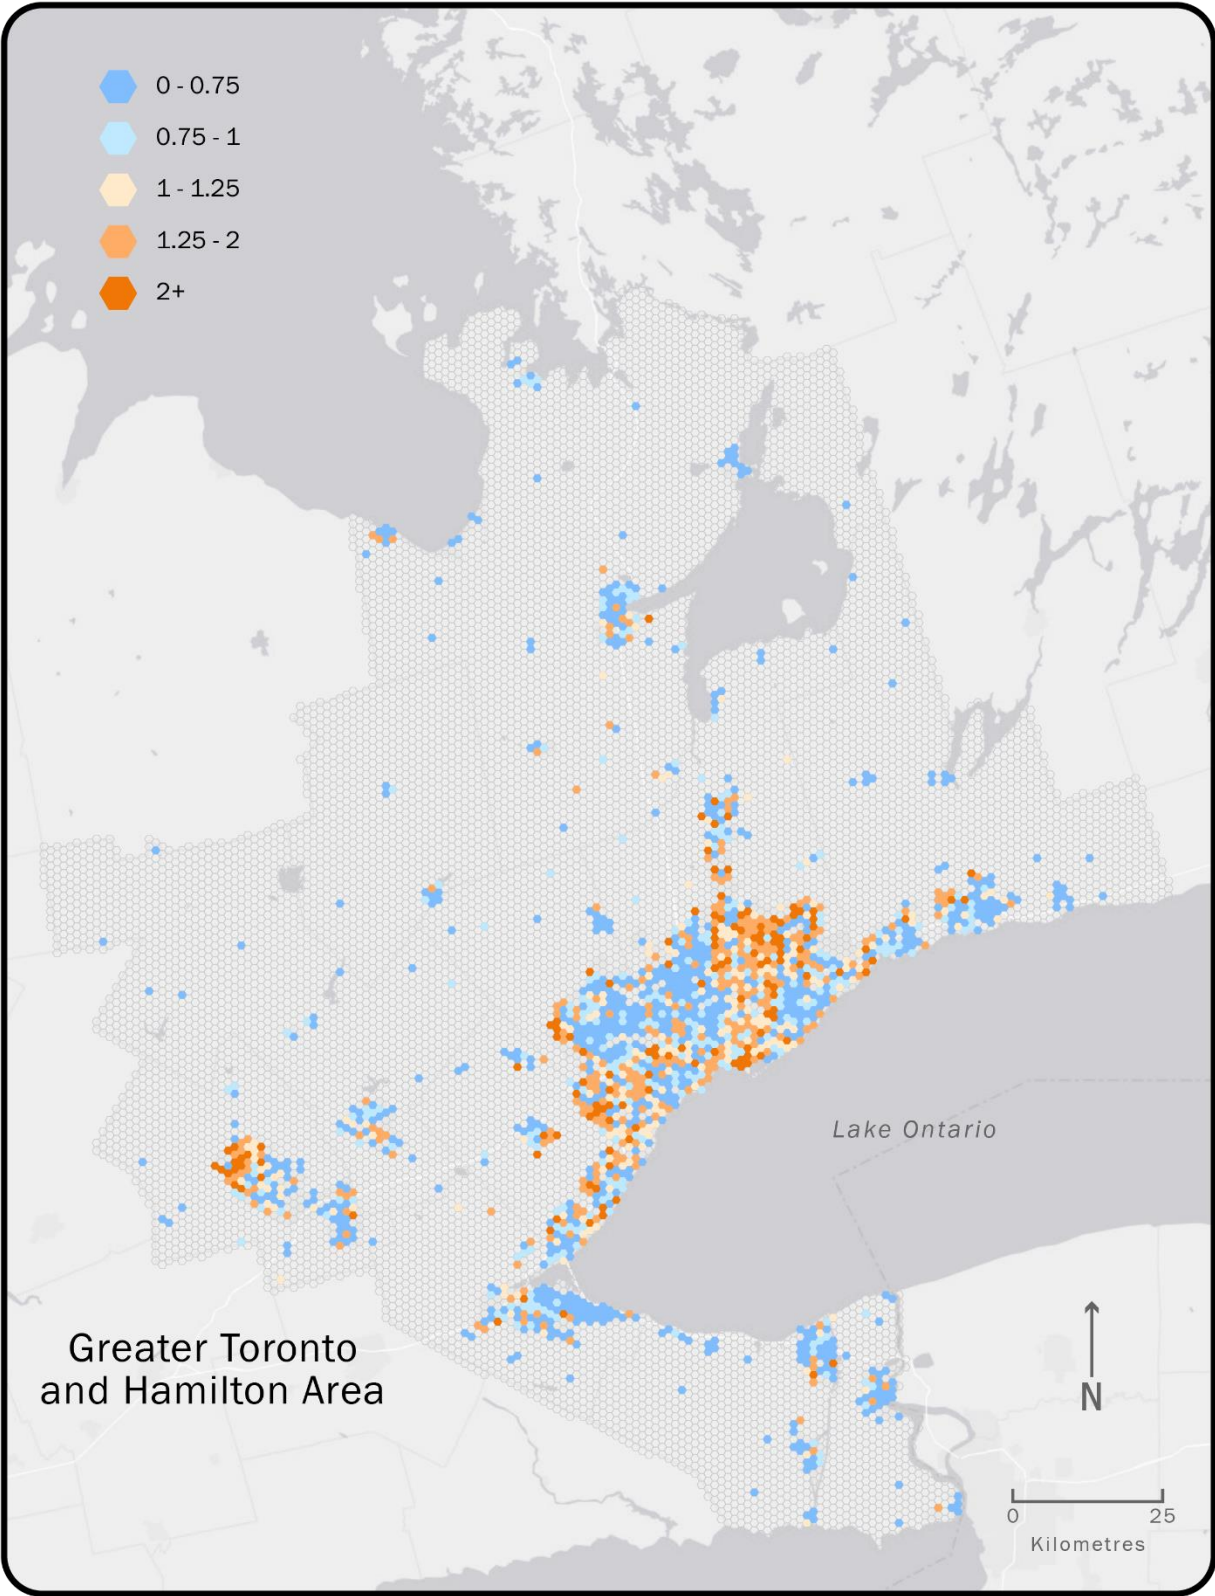 0 - 0.75
0.75 - 1
1 - 1.25
1.25 - 2
2+
Lake Ontario
Greater Toronto
and Hamilton Area
N
0 25
Kilometres